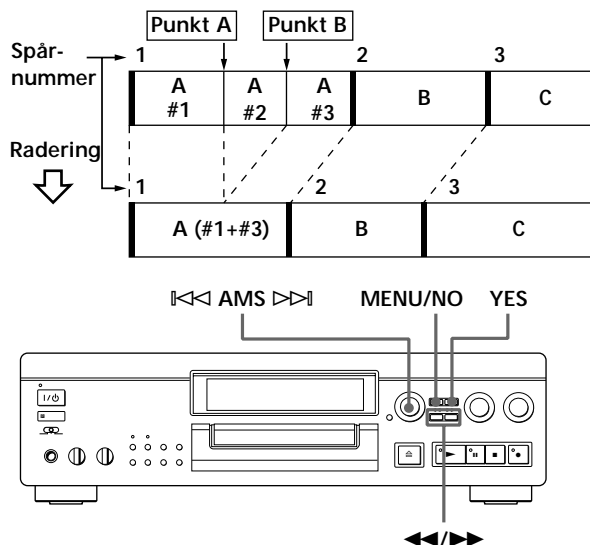 Punkt A Punkt B
Spår-
nummer
1 2 3
A
#1
A
#2
A
#3
B
C
Radering
1 2 3
A (#1+#3)
B
C
AMS MENU/NO YES
I/